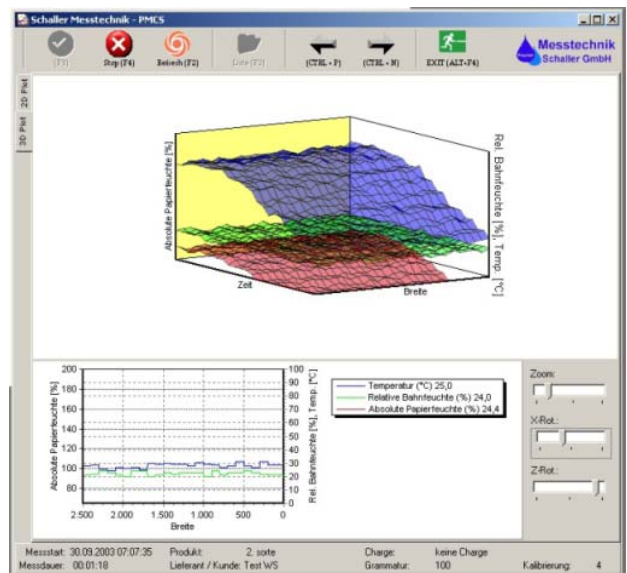 Schaller Messtechnik - PMCS
Stop (F4)
Refresh (F2)
(CTRL + P)
(CTRL + N)
EXIT (ALT+F4)
Messtechnik
Schaller GmbH
2D Plot
3D Plot
Absolute Papierfeuchte [%]
Rel. Bahnfeuchte [%], Temp. [°C]
Zeit
Breite
Absolute Papierfeuchte [%]
200
180
160
140
120
100
80
60
100
90
80
70
60
50
40
30
20
10
0
Rel. Bahnfeuchte [%], Temp. [°C]
2.500 2.000 1.500 1.000 500 0
Breite
Temperatur (°C) 25,0
Relative Bahnfeuchte (%) 24,0
Absolute Papierfeuchte (%) 24,4
Zoom:
X-Rot.:
Z-Rot.:
Messstart: 30.09.2003 07:07:35 Produkt: 2. sorte Charge: keine Charge
Messdauer: 00:01:18 Lieferant / Kunde: Test WS Grammatur: 100 Kalibrierung: 4